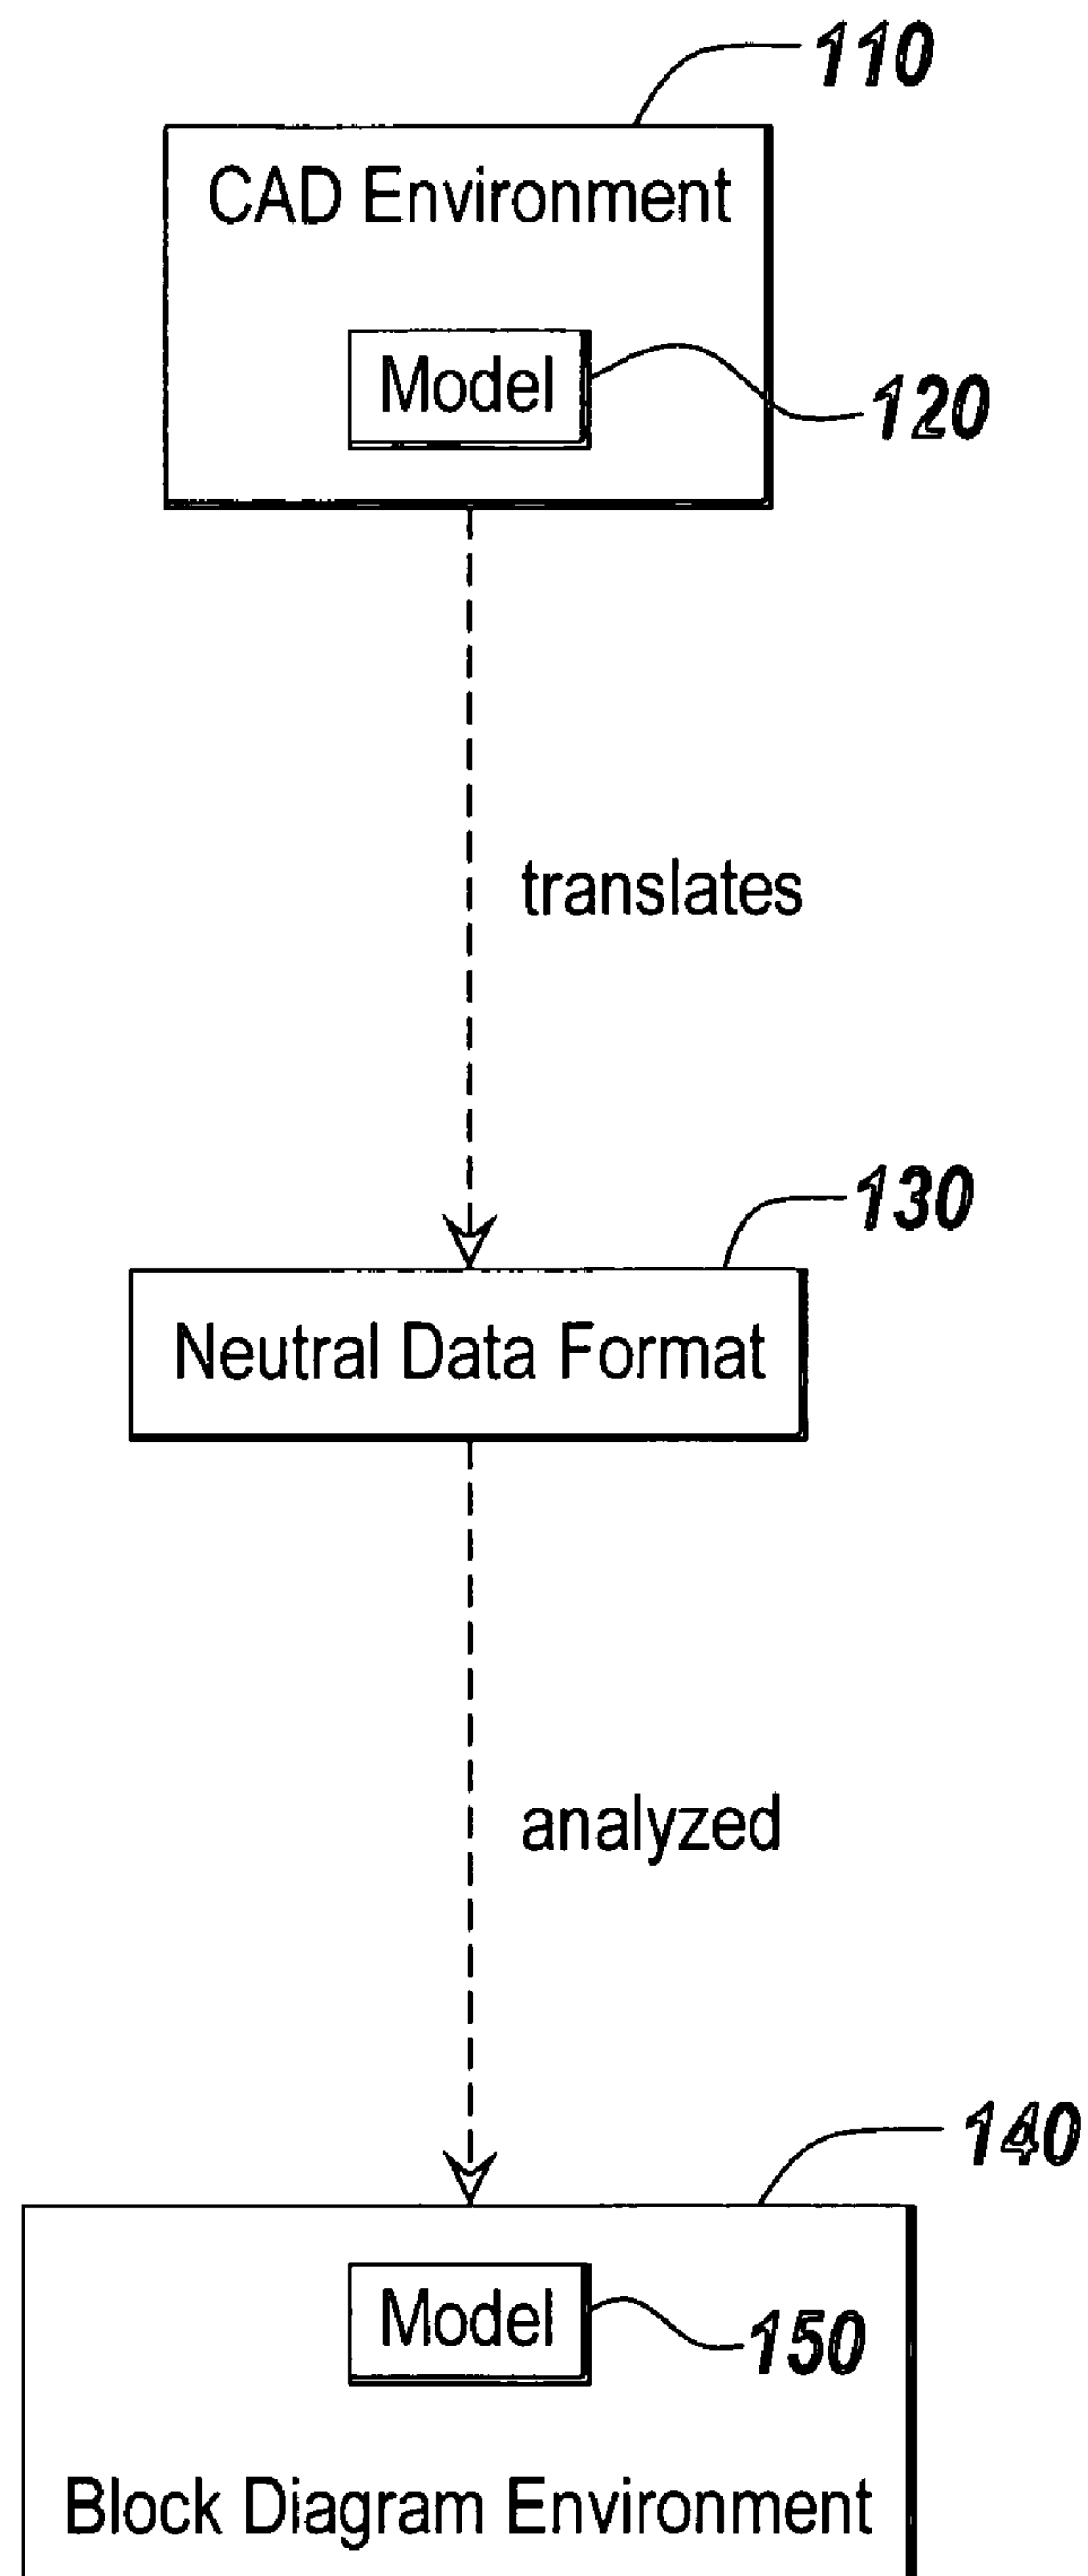 110
CAD Environment
Model
120
translates
130
Neutral Data Format
analyzed
140
Model
150
Block Diagram Environment